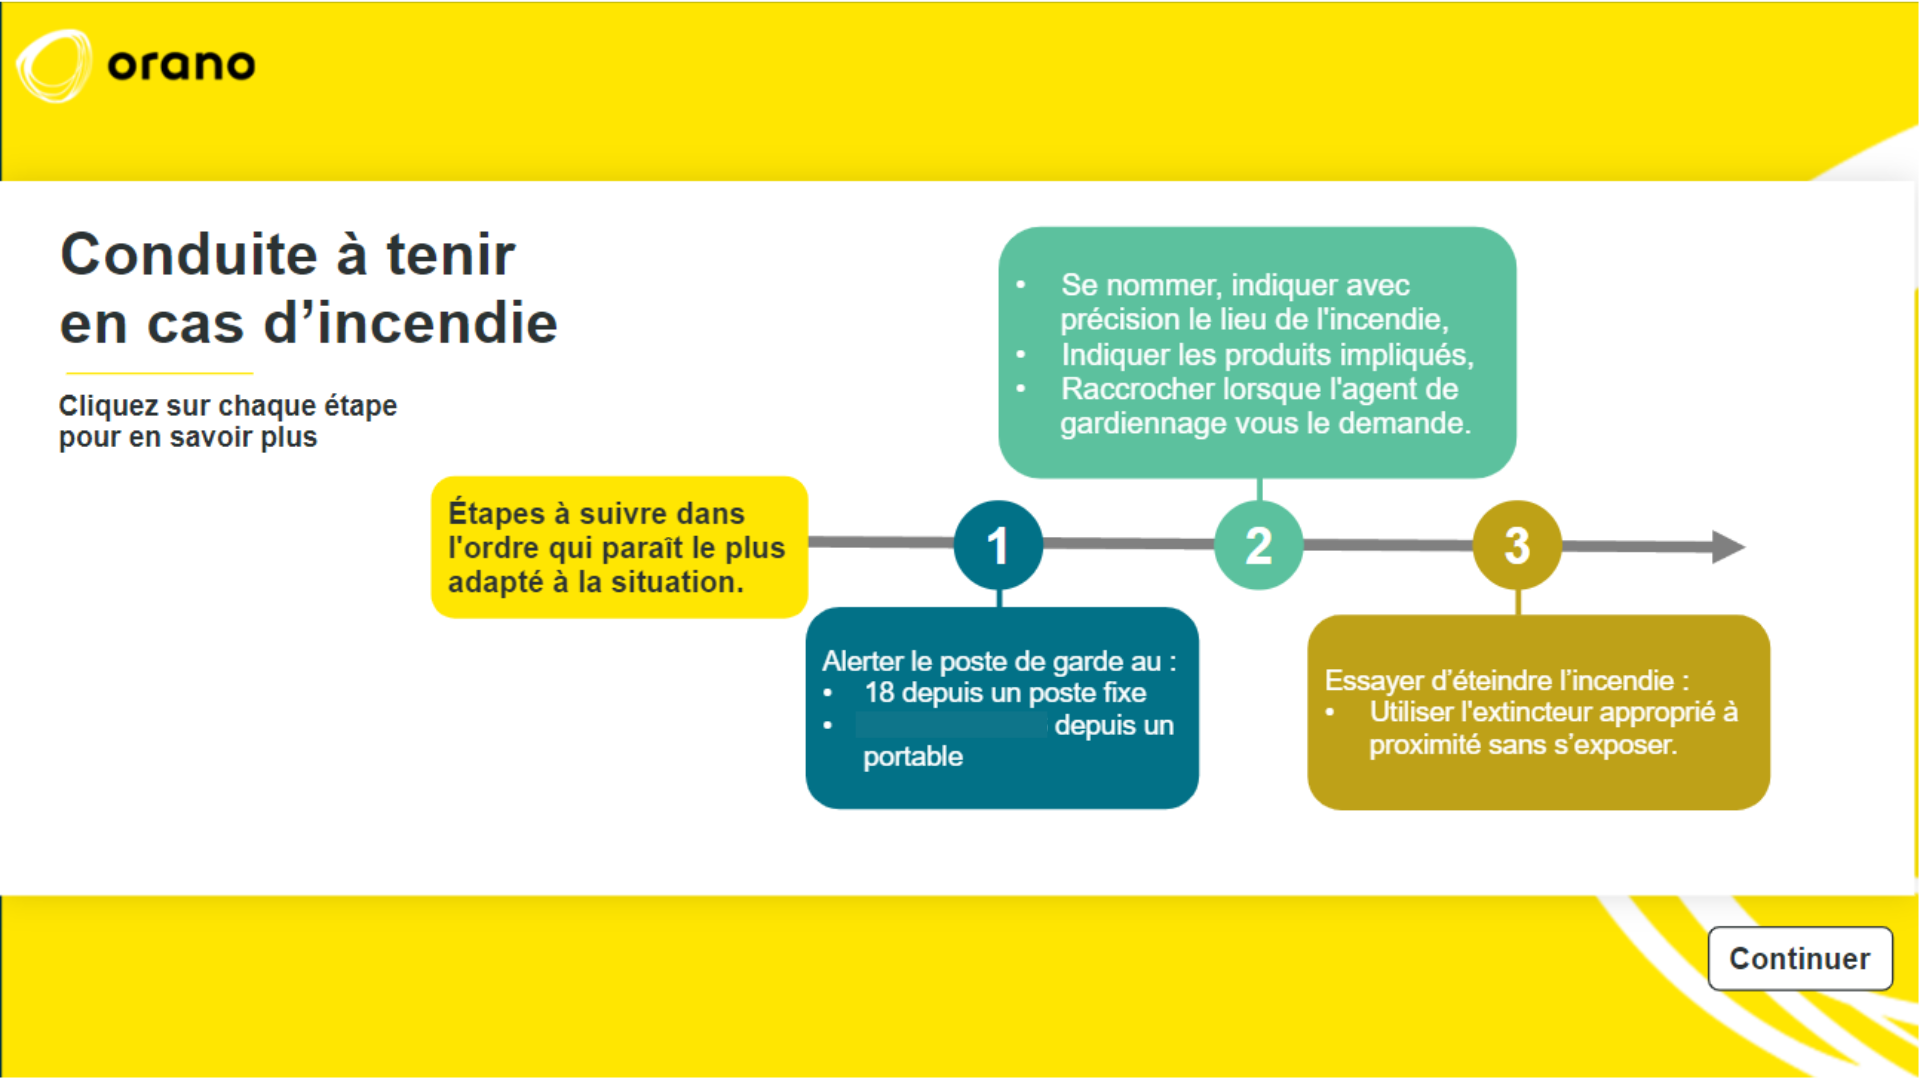 orano
Conduite à tenir
en cas d’incendie
Cliquez sur chaque étape
pour en savoir plus
Étapes à suivre dans
l'ordre qui paraît le plus
adapté à la situation.
1
Alerter le poste de garde au :
• 18 depuis un poste fixe
• depuis un
portable
2
• Se nommer, indiquer avec
précision le lieu de l'incendie,
• Indiquer les produits impliqués,
• Raccrocher lorsque l'agent de
gardiennage vous le demande.
3
Essayer d’éteindre l’incendie :
• Utiliser l'extincteur approprié à
proximité sans s’exposer.
Continuer